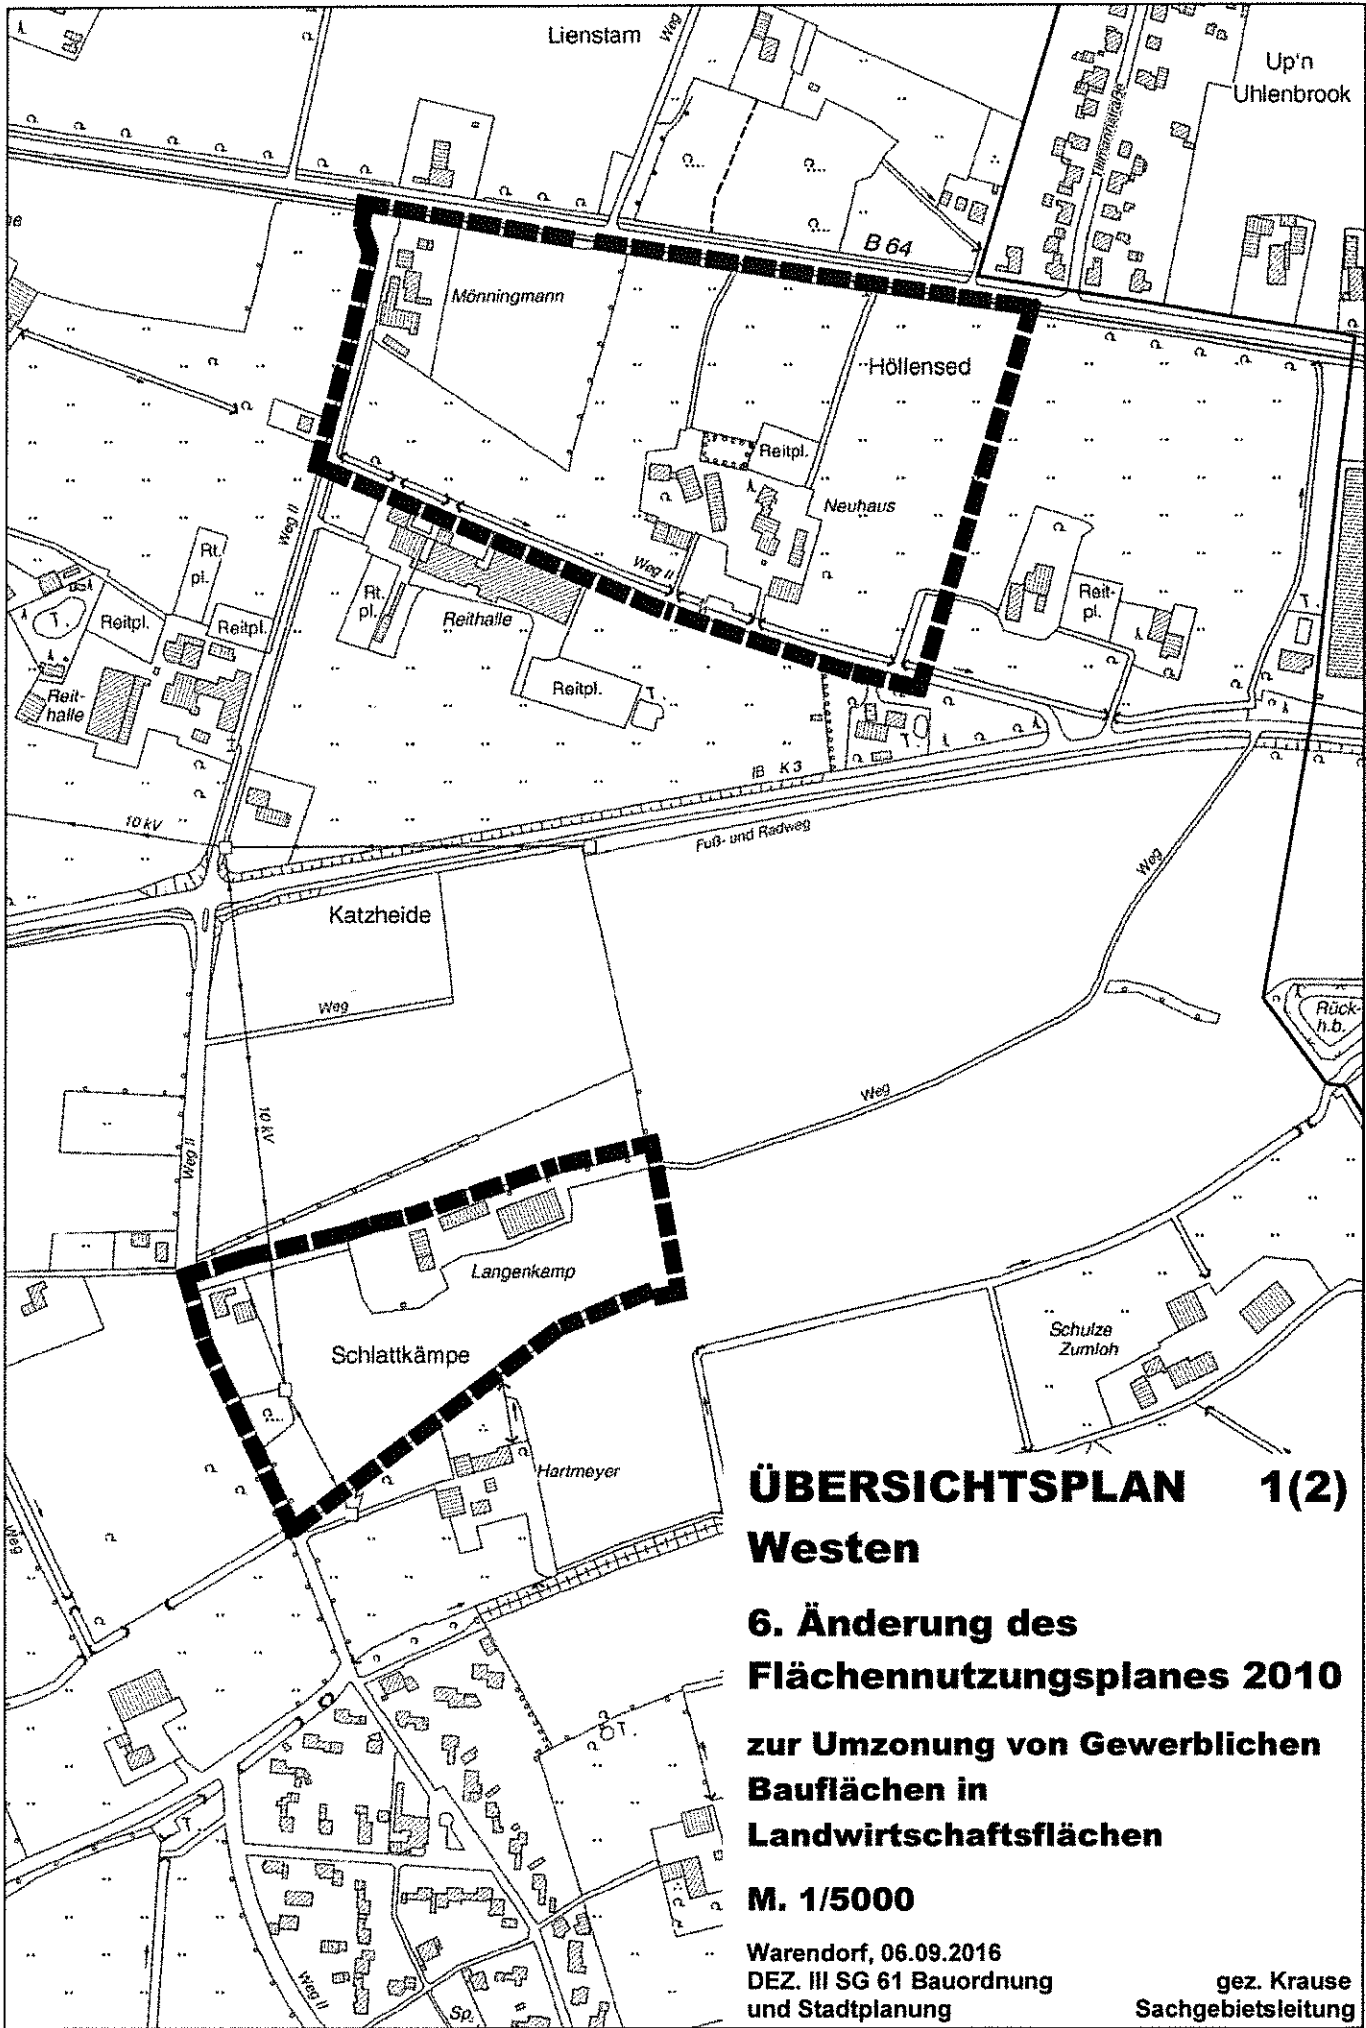 Lienstam
Weg
Up'n
Uhlenbrook
B 64
Mönningmann
Höllensed
Reitpl.
Neuhaus
Weg II
Weg II
Rt.
pl.
Rt.
pl.
Reitpl.
Reitpl.
T.
Reithalle
Reit-
pl.
T.
Reit-
halle
Reitpl.
T.
T.
IB K 3
10 kV
Fuß- und Radweg
Weg
Katzheide
Weg
Rück-
h.b.
10 kV
Weg
Weg II
Langenkamp
Schulze
Zumloh
Schlattkämpe
Hartmeyer
Weg
T.
T.
Weg II
Sp.
ÜBERSICHTSPLAN 1(2)
Westen
6. Änderung des
Flächennutzungsplanes 2010
zur Umzonung von Gewerblichen
Bauflächen in
Landwirtschaftsflächen
M. 1/5000
Warendorf, 06.09.2016
DEZ. III SG 61 Bauordnung gez. Krause
und Stadtplanung Sachgebietsleitung